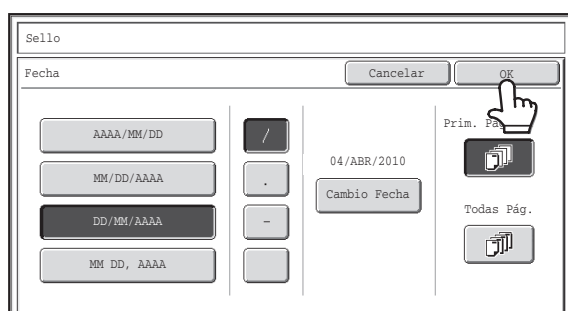 Sello
Fecha
Cancelar
OK
AAAA/MM/DD
MM/DD/AAAA
DD/MM/AAAA
MM DD, AAAA
/
.
-
04/ABR/2010
Cambio Fecha
Prim.
Todas Pág.